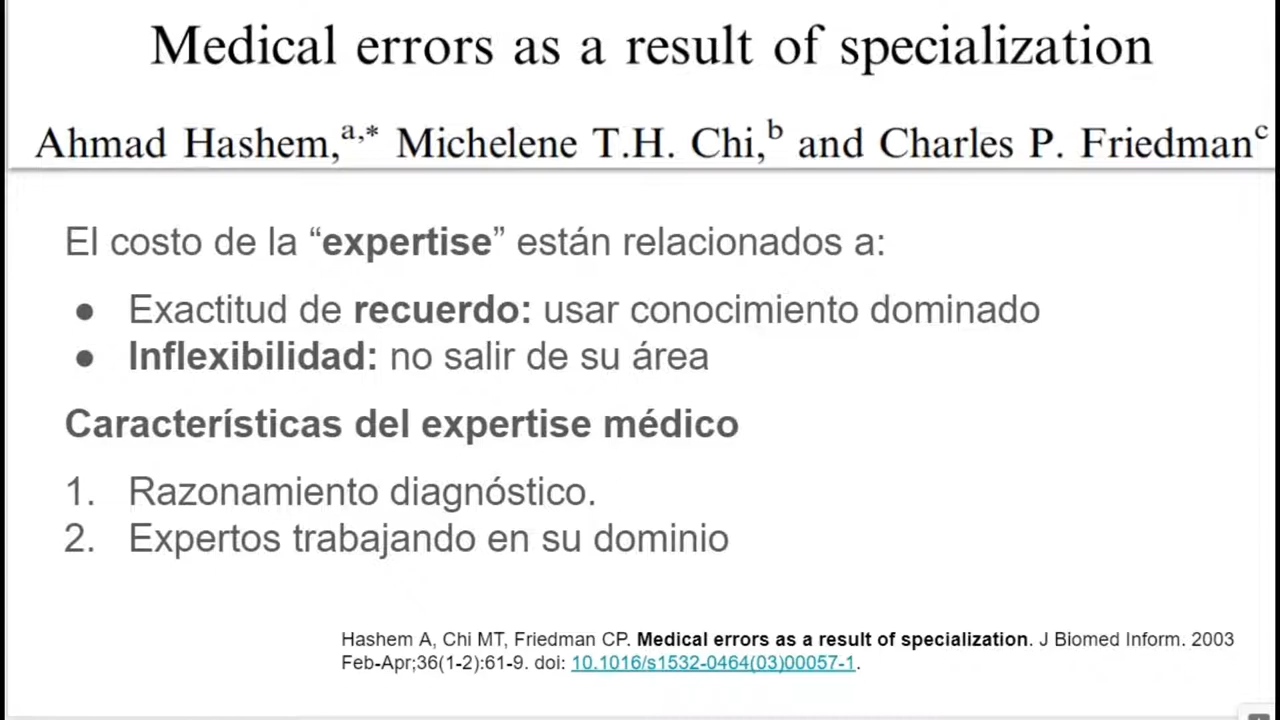 Medical errors as a result of specialization
Ahmad Hashem,a,* Michelene T.H. Chi,b and Charles P. Friedmanc
El costo de la “expertise” están relacionados a:
● Exactitud de recuerdo: usar conocimiento dominado
● Inflexibilidad: no salir de su área
Características del expertise médico
1. Razonamiento diagnóstico.
2. Expertos trabajando en su dominio
Hashem A, Chi MT, Friedman CP. Medical errors as a result of specialization. J Biomed Inform. 2003
Feb-Apr;36(1-2):61-9. doi: 10.1016/s1532-0464(03)00057-1.